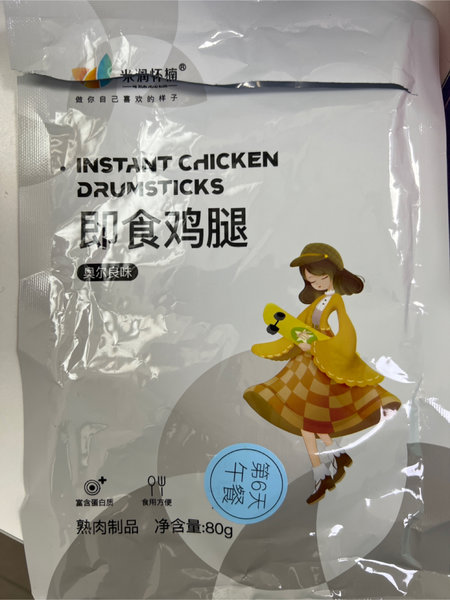 米润怀楠®
做你自己喜欢的样子
INSTANT CHICKEN
DRUMSTICKS
即食鸡腿
奥尔良味
第6天
午餐
富含蛋白质
食用方便
熟肉制品 净含量:80g